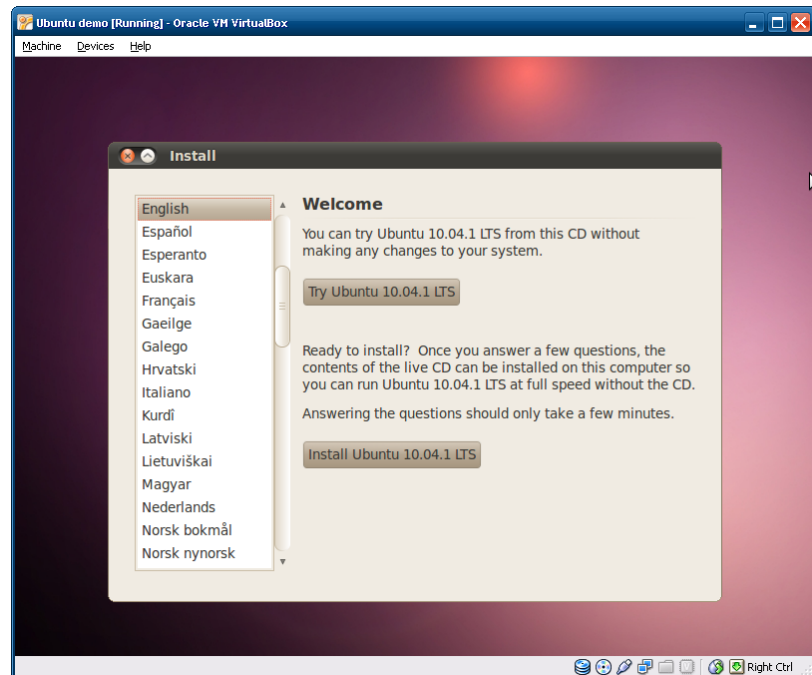 Ubuntu demo [Running] - Oracle VM VirtualBox
Machine Devices Help
Install
English
Español
Esperanto
Euskara
Français
Gaeilge
Galego
Hrvatski
Italiano
Kurdî
Latviski
Lietuviškai
Magyar
Nederlands
Norsk bokmål
Norsk nynorsk
Welcome
You can try Ubuntu 10.04.1 LTS from this CD without
making any changes to your system.
Try Ubuntu 10.04.1 LTS
Ready to install?  Once you answer a few questions, the
contents of the live CD can be installed on this computer so
you can run Ubuntu 10.04.1 LTS at full speed without the CD.
Answering the questions should only take a few minutes.
Install Ubuntu 10.04.1 LTS
Right Ctrl